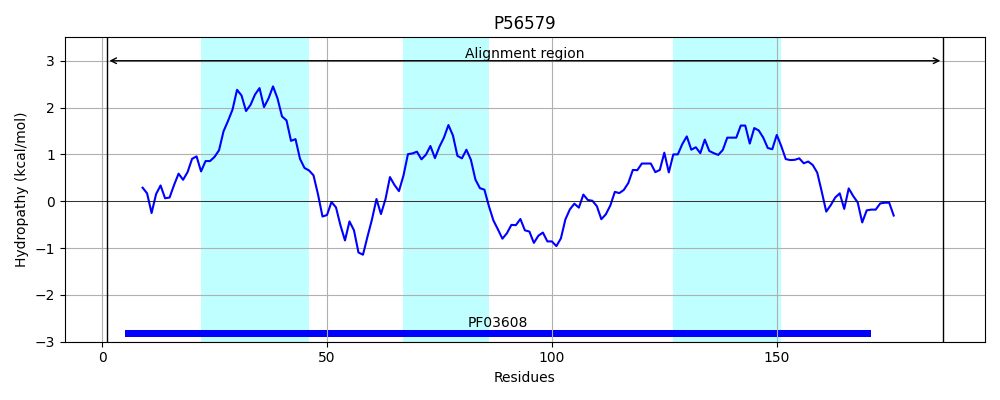 P56579
Alignment region
Hydropathy (kcal/mol)
3
2
1
0
−1
−2
−3
PF03608
0
50
100
150
Residues